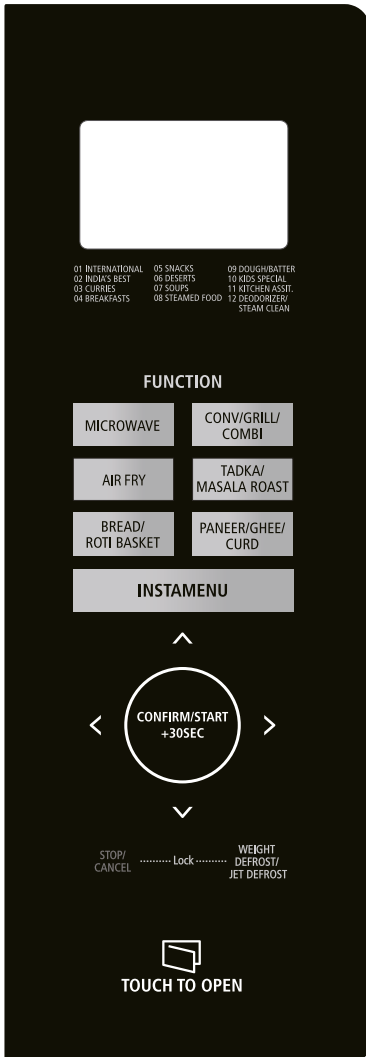 01 INTERNATIONAL
02 INDIA'S BEST
03 CURRIES
04 BREAKFASTS
05 SNACKS
06 DESERTS
07 SOUPS
08 STEAMED FOOD
09 DOUGH/BATTER
10 KIDS SPECIAL
11 KITCHEN ASSIT.
12 DEODORIZER/
STEAM CLEAN
FUNCTION
MICROWAVE
CONV/GRILL/
COMBI
AIR FRY
TADKA/
MASALA ROAST
BREAD/
ROTI BASKET
PANEER/GHEE/
CURD
INSTAMENU
CONFIRM/START
+30SEC
STOP/
CANCEL
Lock
WEIGHT
DEFROST/
JET DEFROST
TOUCH TO OPEN